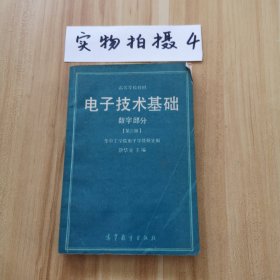 实物拍摄4
高等学校教材
电子技术基础
数字部分
【第三版】
华中工学院电子学教研室编
康华光 主编
高等教育出版社